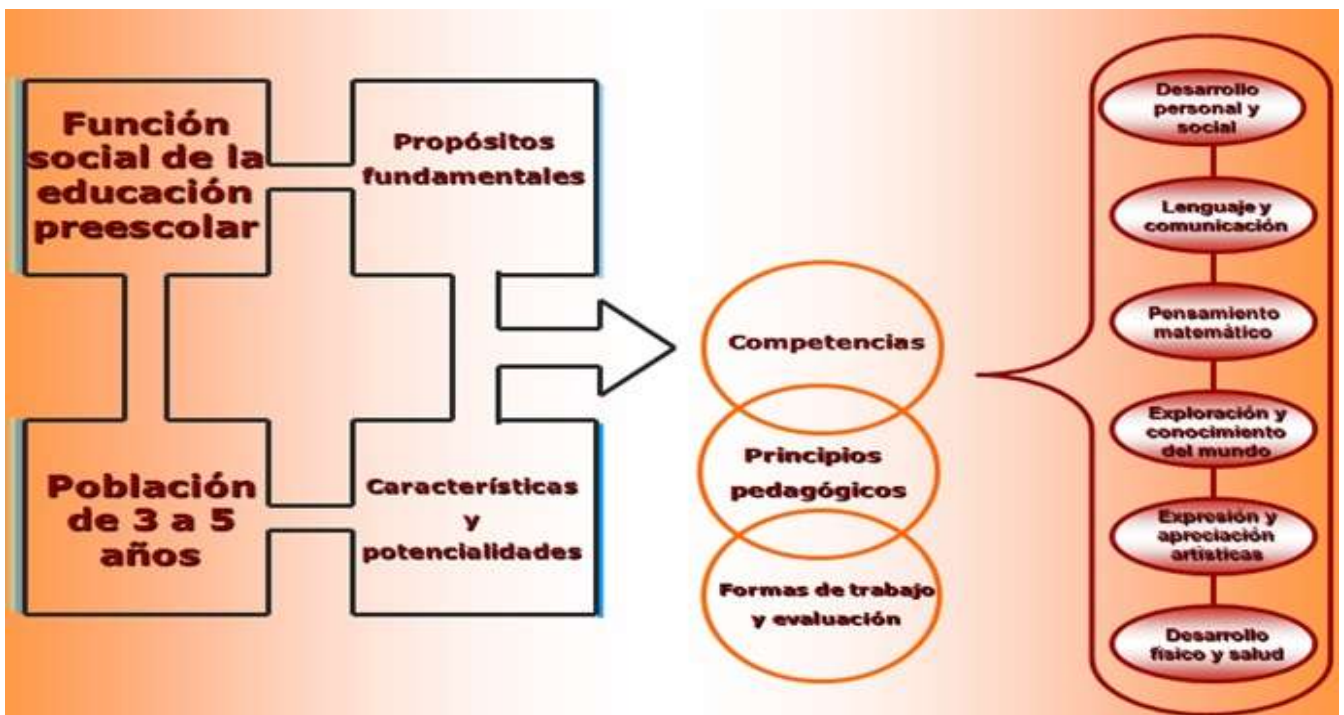 Función
social de la
educación
preescolar
Propósitos
fundamentales
Población
de 3 a 5
años
Características
y
potencialidades
Competencias
Principios
pedagógicos
Formas de trabajo
y evaluación
Desarrollo
personal y
social
Lenguaje y
comunicación
Pensamiento
matemático
Exploración y
conocimiento
del mundo
Expresión y
apreciación
artísticas
Desarrollo
físico y salud